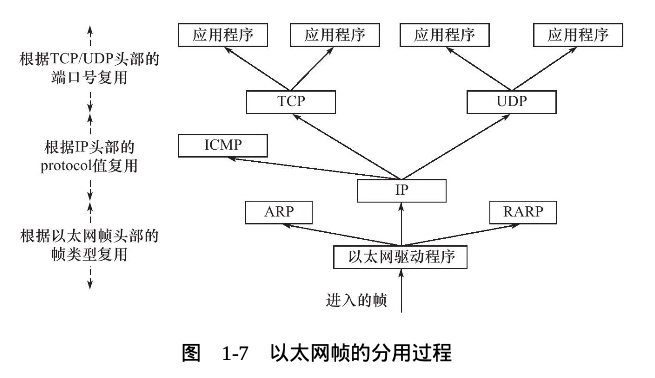 应用程序 应用程序 应用程序 应用程序
根据TCP/UDP头部的
端口号复用
TCP UDP
ICMP
根据IP头部的
protocol值复用
IP
ARP RARP
根据以太网帧头部的
帧类型复用
以太网驱动程序
进入的帧
图 1-7 以太网帧的分用过程